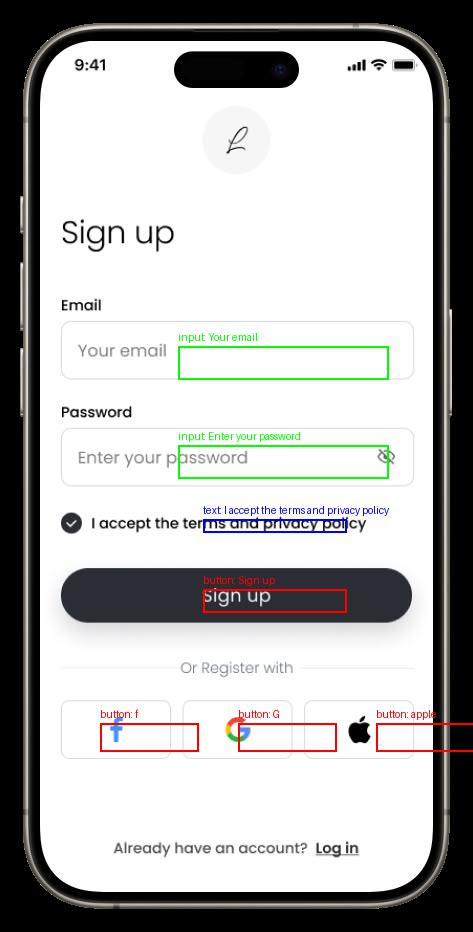 9:41
Sign up
Email
input: Your email
Your email
Password
input: Enter your password
Enter your password
text: I accept the terms and privacy policy
I accept the terms and privacy policy
button: Sign up
Sign up
Or Register with
button: f button: G button: apple
f G
Already have an account? Log in